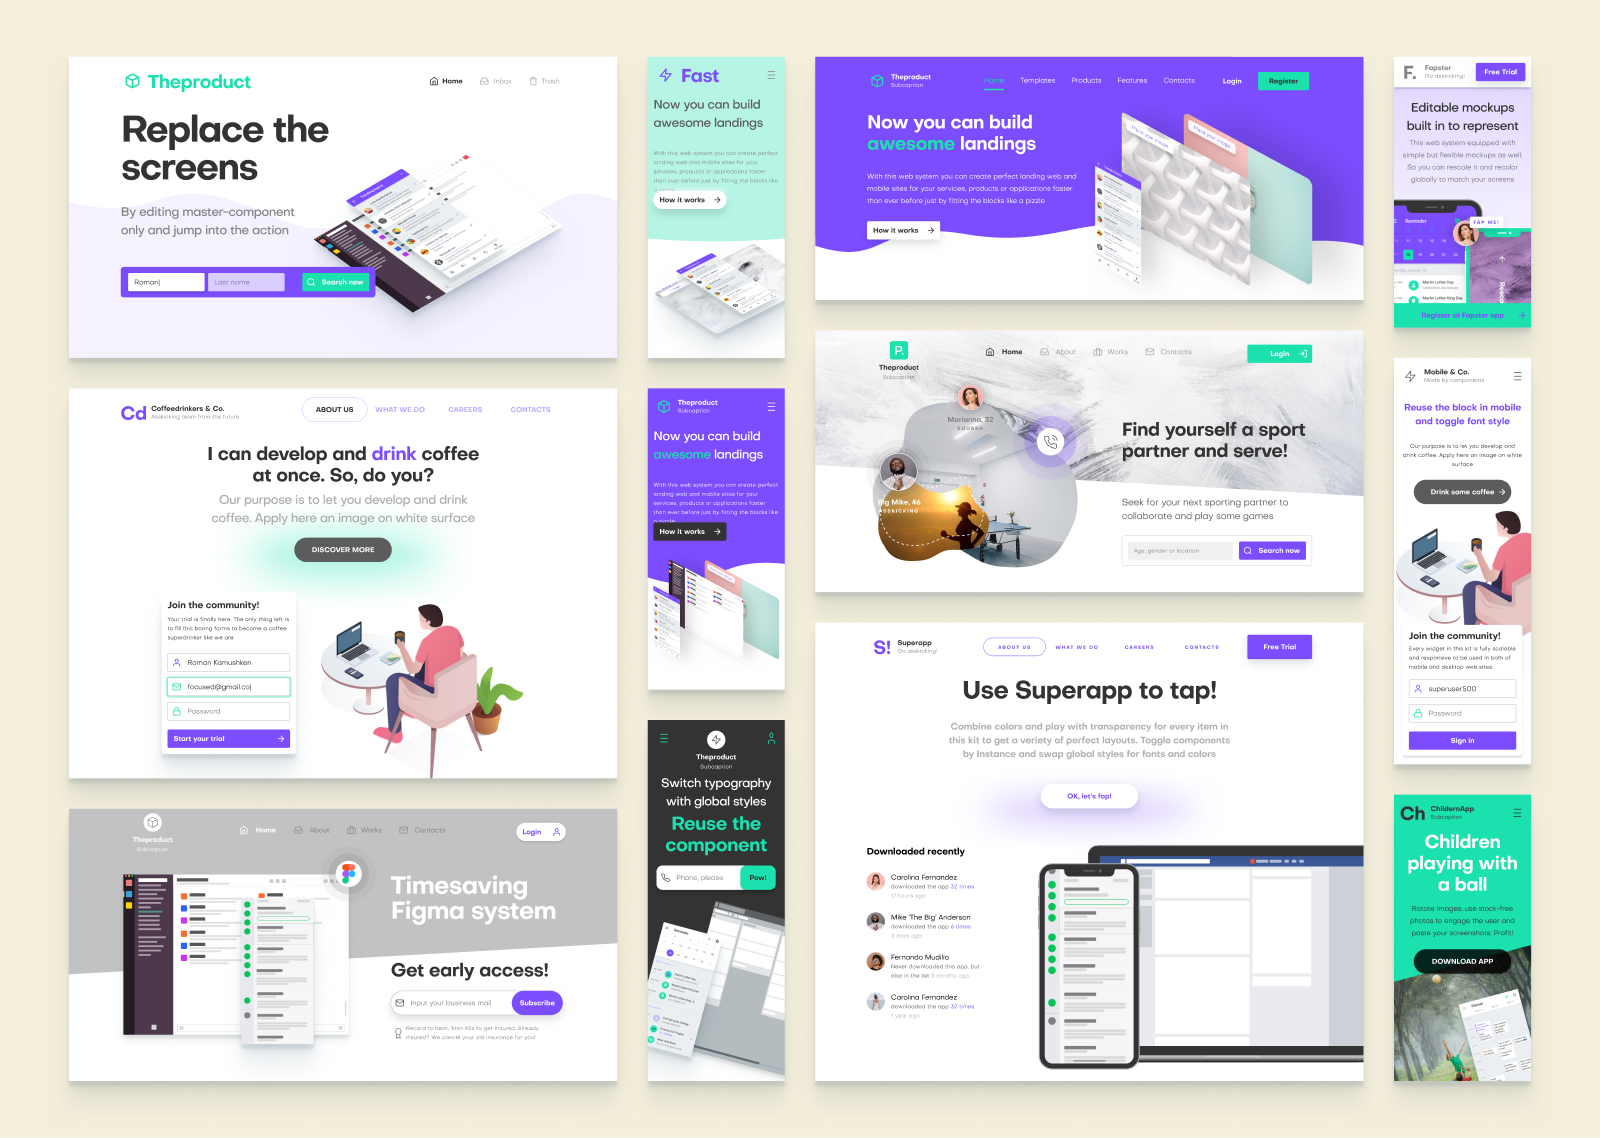 Theproduct
Home
Inbox
Trash
Replace the
screens
By editing master-component
only and jump into the action
Roman|
Last name
Search now
Fast
Now you can build
awesome landings
With this web system you can create perfect
landing web and mobile sites for your
services, products or applications faster
than ever before just by fitting the blocks like
How it works
Theproduct
Subcaption
Home
Templates
Products
Features
Contacts
Login
Register
Now you can build
awesome landings
With this web system you can create perfect landing web and
mobile sites for your services, products or applications faster
than ever before just by fitting the blocks like a pizzle
How it works
Place your image
Place your image
F.
Fapster
Go asskicking!
Free Trial
Editable mockups
built in to represent
This web system equipped with
simple but flexible mockups as well.
So you can rescale it and recolor
globally to match your screens
Reminder
FAP ME!
Martin Luther Day
Martin Luther King Day
Register at Fapster app
Cd
Coffeedrinkers & Co.
Asskicking team from the future
ABOUT US
WHAT WE DO
CAREERS
CONTACTS
I can develop and drink coffee
at once. So, do you?
Our purpose is to let you develop and drink
coffee. Apply here an image on white surface
DISCOVER MORE
Join the community!
Your trial is finally here. The only thing left is
to fill this boring forms to become a coffee
superdrinker like we are
Roman Kamushken
focused@gmail.co|
Password
Start your trial
Theproduct
Subcaption
Now you can build
awesome landings
With this web system you can create perfect
landing web and mobile sites for your
services, products or applications faster
than ever before just by fitting the blocks like
How it works
P.
Theproduct
Subcaption
Home
About
Works
Contacts
Login
Marianna, 32
SQUASH
Big Mike, 46
ASSKICKING
Find yourself a sport
partner and serve!
Seek for your next sporting partner to
collaborate and play some games
Age, gender or location
Search now
Mobile & Co.
Made by components
Reuse the block in mobile
and toggle font style
Our purpose is to let you develop and
drink coffee. Apply here an image on white
surface
Drink some coffee
Join the community!
Every widget in this kit is fully scalable
and responsive to be used in both of
mobile and desktop web sites.
superuser500
Password
Sign in
Theproduct
Subcaption
Home
About
Works
Contacts
Login
Timesaving
Figma system
Get early access!
Input your business mail
Subscribe
Record to beat, 1min 43s to get insured. Already
insured? We cancel your old insurance for you!
Theproduct
Subcaption
Switch typography
with global styles
Reuse the
component
Phone, please
Pow!
S!
Superapp
Go asskicking!
ABOUT US
WHAT WE DO
CAREERS
CONTACTS
Free Trial
Use Superapp to tap!
Combine colors and play with transparency for every item in
this kit to get a variety of perfect layouts. Toggle components
by Instance and swap global styles for fonts and colors
OK, let's fap!
Downloaded recently
Carolina Fernandez
downloaded the app 32 times
17 hours ago
Mike 'The Big' Anderson
downloaded the app 6 times
3 days ago
Fernando Mudilio
Never downloaded this app, but
also in the list 3 months ago
Carolina Fernandez
downloaded the app 32 times
1 year ago
Ch
ChildernApp
Subcaption
Children
playing with
a ball
Rotate images, use stock-free
photos to engage the user and
paste your screenshots. Profit!
DOWNLOAD APP